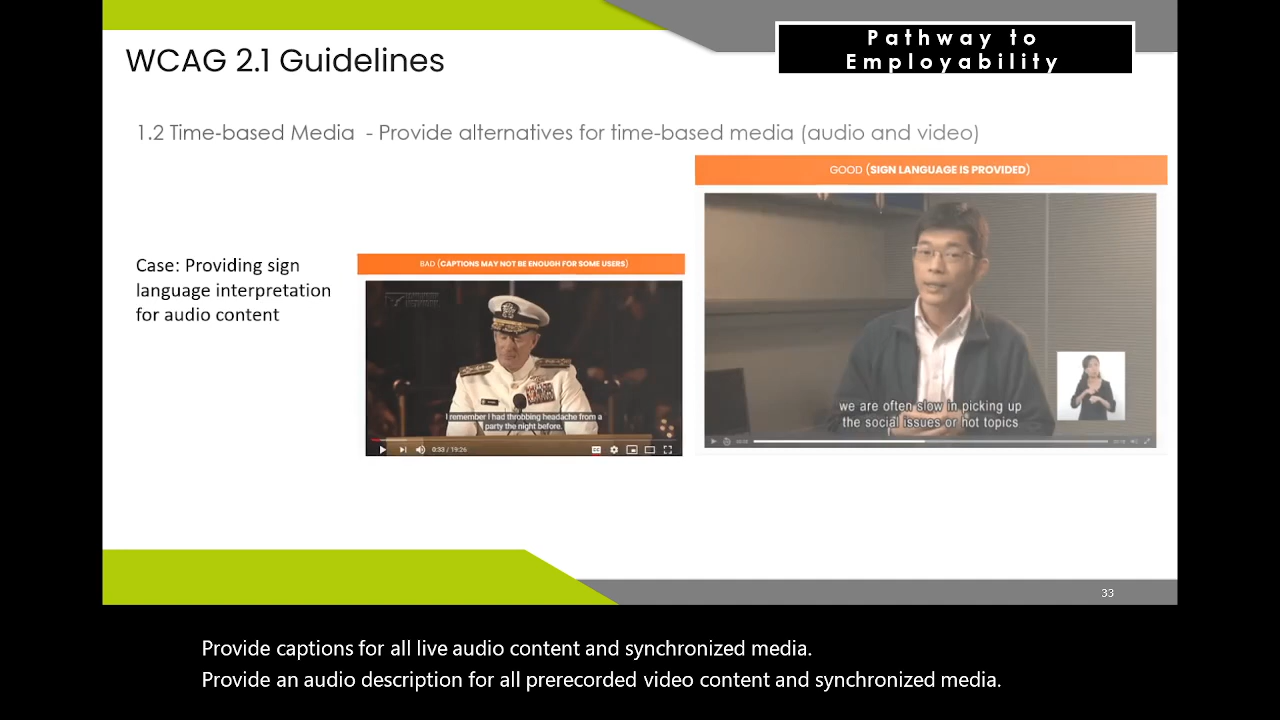 WCAG 2.1 Guidelines
Pathway to
Employability
1.2 Time-based Media - Provide alternatives for time-based media (audio and video)
Case: Providing sign
language interpretation
for audio content
BAD (CAPTIONS MAY NOT BE ENOUGH FOR SOME USERS)
I remember I had throbbing headache from a
party the night before.
0:33 / 19:26
GOOD (SIGN LANGUAGE IS PROVIDED)
we are often slow in picking up
the social issues or hot topics
33
Provide captions for all live audio content and synchronized media.
Provide an audio description for all prerecorded video content and synchronized media.